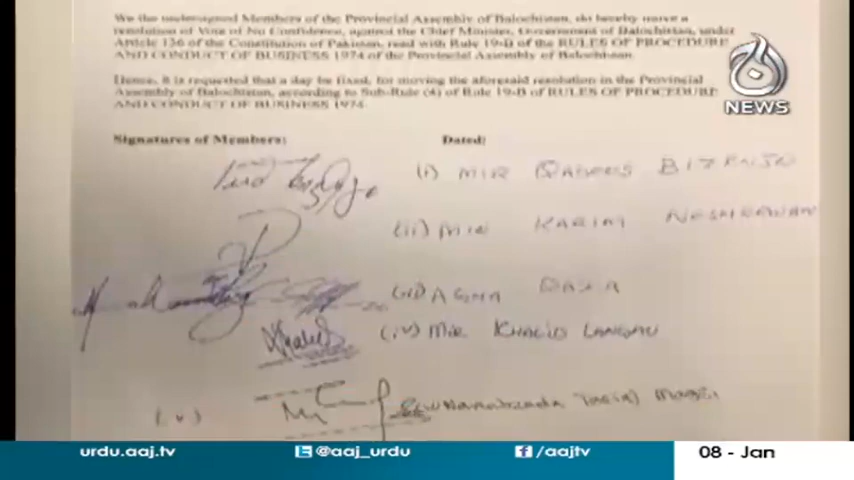 We the undersigned Members of the Provincial Assembly of Balochistan, do hereby move a
resolution of Vote of No Confidence, against the Chief Minister, Government of Balochistan, under
Article 136 of the Constitution of Pakistan, read with Rule 19-B of the RULES OF PROCEDURE
AND CONDUCT OF BUSINESS 1974 of the Provincial Assembly of Balochistan.
Hence, it is requested that a day be fixed, for moving the aforesaid resolution in the Provincial
Assembly of Balochistan, according to Sub-Rule (4) of Rule 19-B of RULES OF PROCEDURE
AND CONDUCT OF BUSINESS 1974.
NEWS
Signatures of Members: Dated:
(i) MIR
(ii) MIR KARIM
(iii) AGHA RAZA
(iv) MIR KHALID
(v) Tariq Magsi
urdu.aaj.tv @aaj_urdu /aajtv 08 - Jan